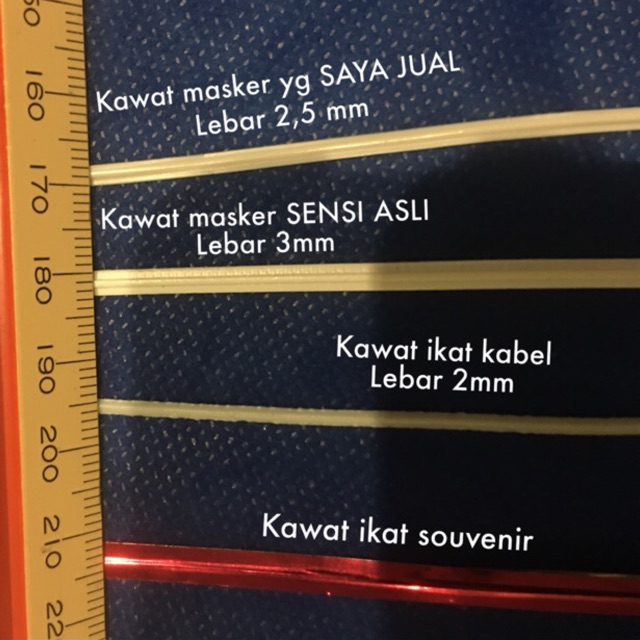 Kawat masker yg SAYA JUAL
Lebar 2,5 mm
Kawat masker SENSI ASLI
Lebar 3mm
Kawat ikat kabel
Lebar 2mm
Kawat ikat souvenir
160
170
180
190
200
210